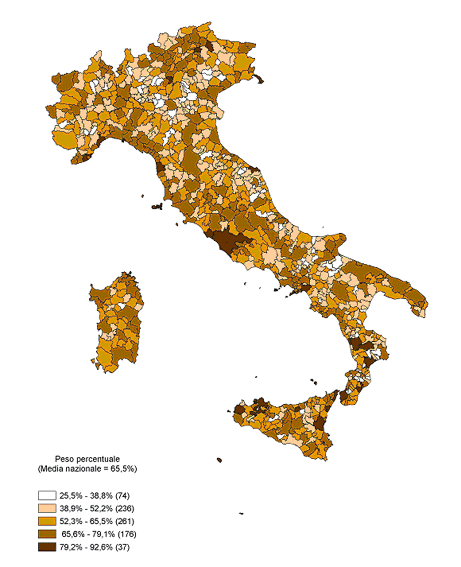 Peso percentuale
(Media nazionale = 65,5%)
25,5% - 38,8% (74)
38,9% - 52,2% (236)
52,3% - 65,5% (261)
65,6% - 79,1% (176)
79,2% - 92,6% (37)